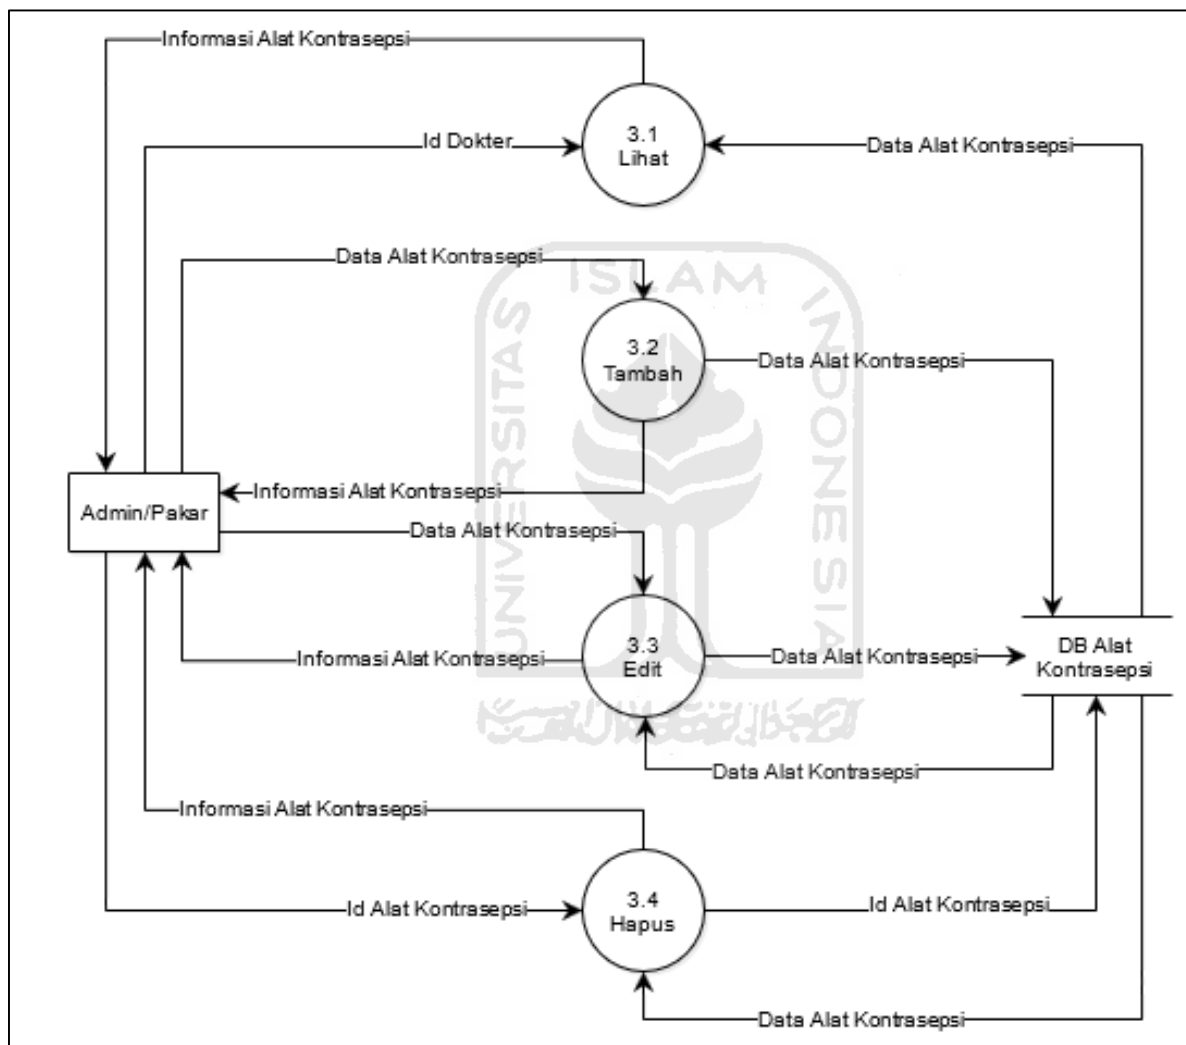 Informasi Alat Kontrasepsi
3.1
Lihat
Id Dokter
Data Alat Kontrasepsi
Data Alat Kontrasepsi
ISLAM
UNIVERSITAS
INDONESIA
3.2
Tambah
Data Alat Kontrasepsi
Informasi Alat Kontrasepsi
Admin/Pakar
Data Alat Kontrasepsi
3.3
Edit
Informasi Alat Kontrasepsi
Data Alat Kontrasepsi
DB Alat
Kontrasepsi
Data Alat Kontrasepsi
Informasi Alat Kontrasepsi
3.4
Hapus
Id Alat Kontrasepsi
Id Alat Kontrasepsi
Data Alat Kontrasepsi